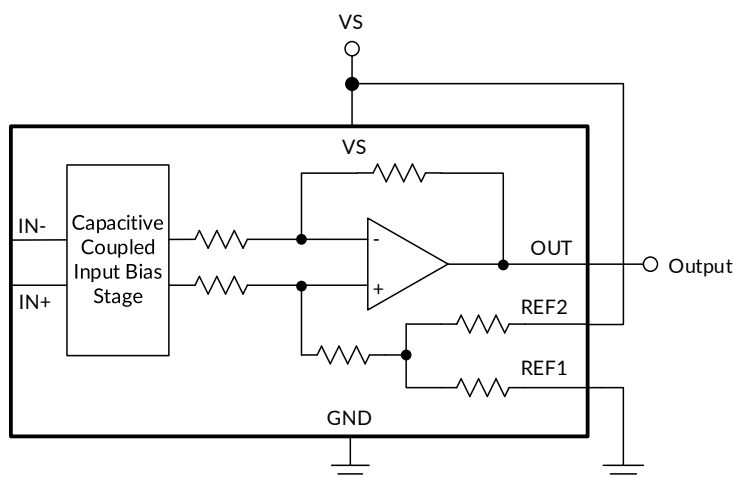 VS
VS
IN-
Capacitive
Coupled
Input Bias
Stage
IN+
-
+
OUT
Output
REF2
REF1
GND